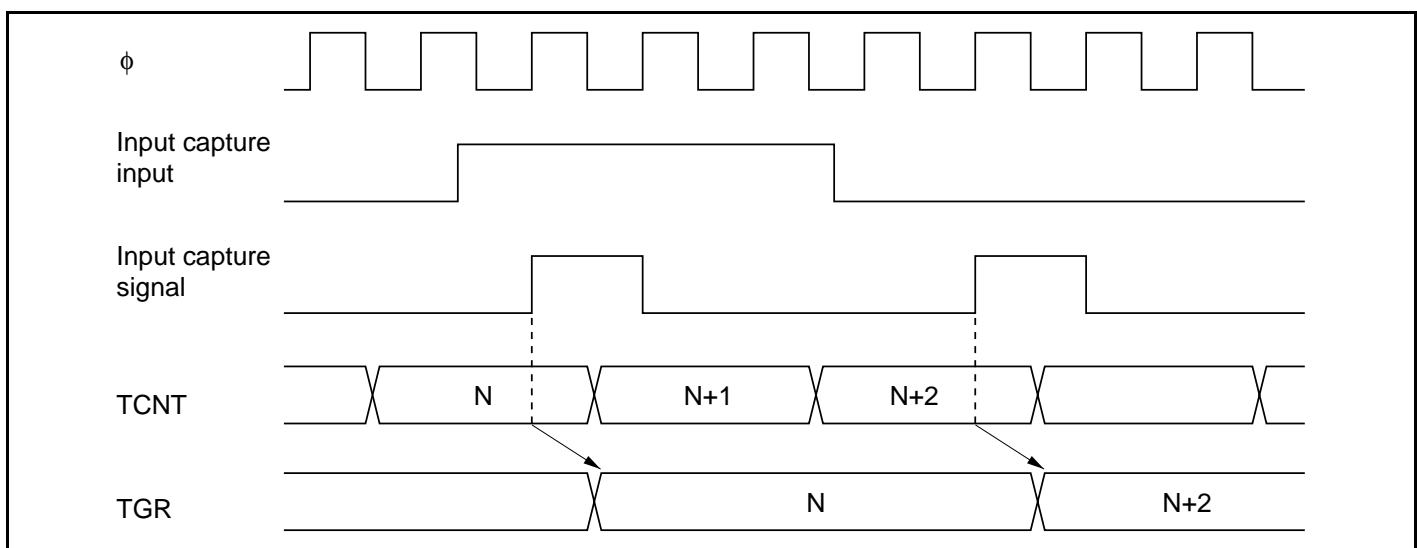 ϕ
Input capture
input
Input capture
signal
TCNT
N
N+1
N+2
TGR
N
N+2